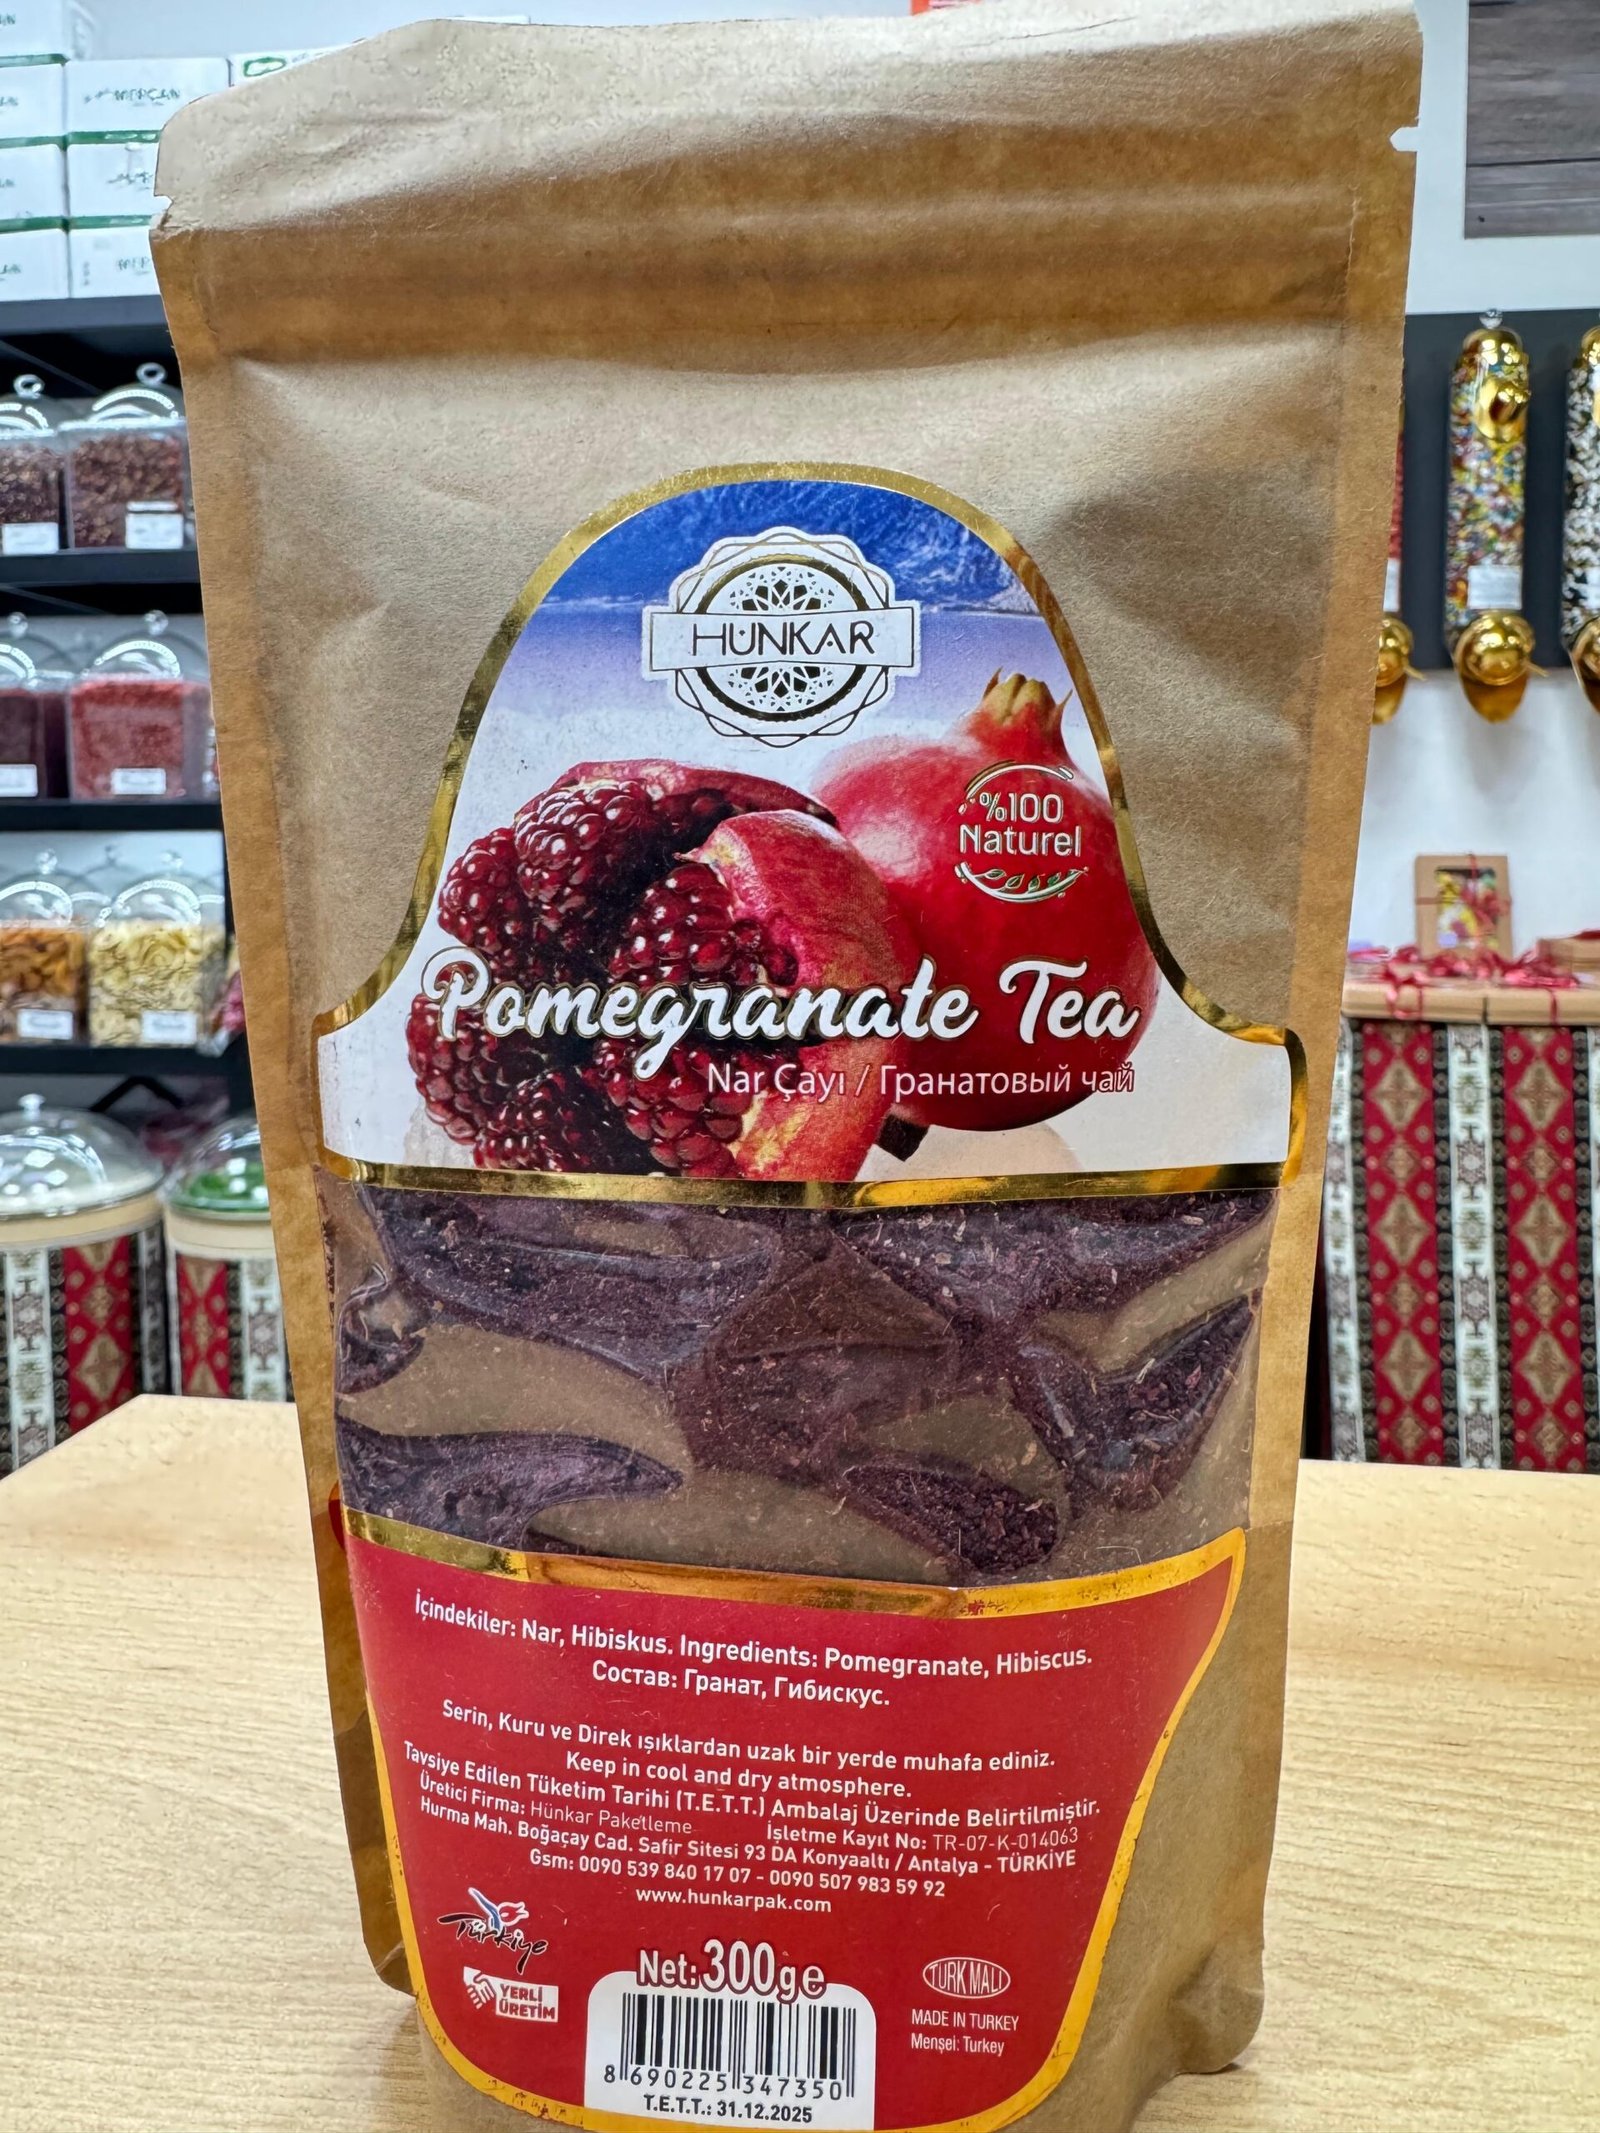 MERÇAN
HÜNKAR
%100
Naturel
Pomegranate Tea
Nar Çayı / Гранатовый чай
İçindekiler: Nar, Hibiskus. Ingredients: Pomegranate, Hibiscus.
Состав: Гранат, Гибискус.
Serin, Kuru ve Direk ışıklardan uzak bir yerde muhafa ediniz.
Keep in cool and dry atmosphere.
Tavsiye Edilen Tüketim Tarihi (T.E.T.T.) Ambalaj Üzerinde Belirtilmiştir.
Üretici Firma: Hünkar Paketleme İşletme Kayıt No: TR-07-K-014063
Hurma Mah. Boğaçay Cad. Safir Sitesi 93 DA Konyaaltı / Antalya - TÜRKİYE
Gsm: 0090 539 840 17 07 - 0090 507 983 59 92
www.hunkarpak.com
Türkiye
YERLİ
ÜRETİM
Net: 300g e
TÜRK MALI
MADE IN TURKEY
Menşei: Turkey
8 690225 347350
T.E.T.T.: 31.12.2025